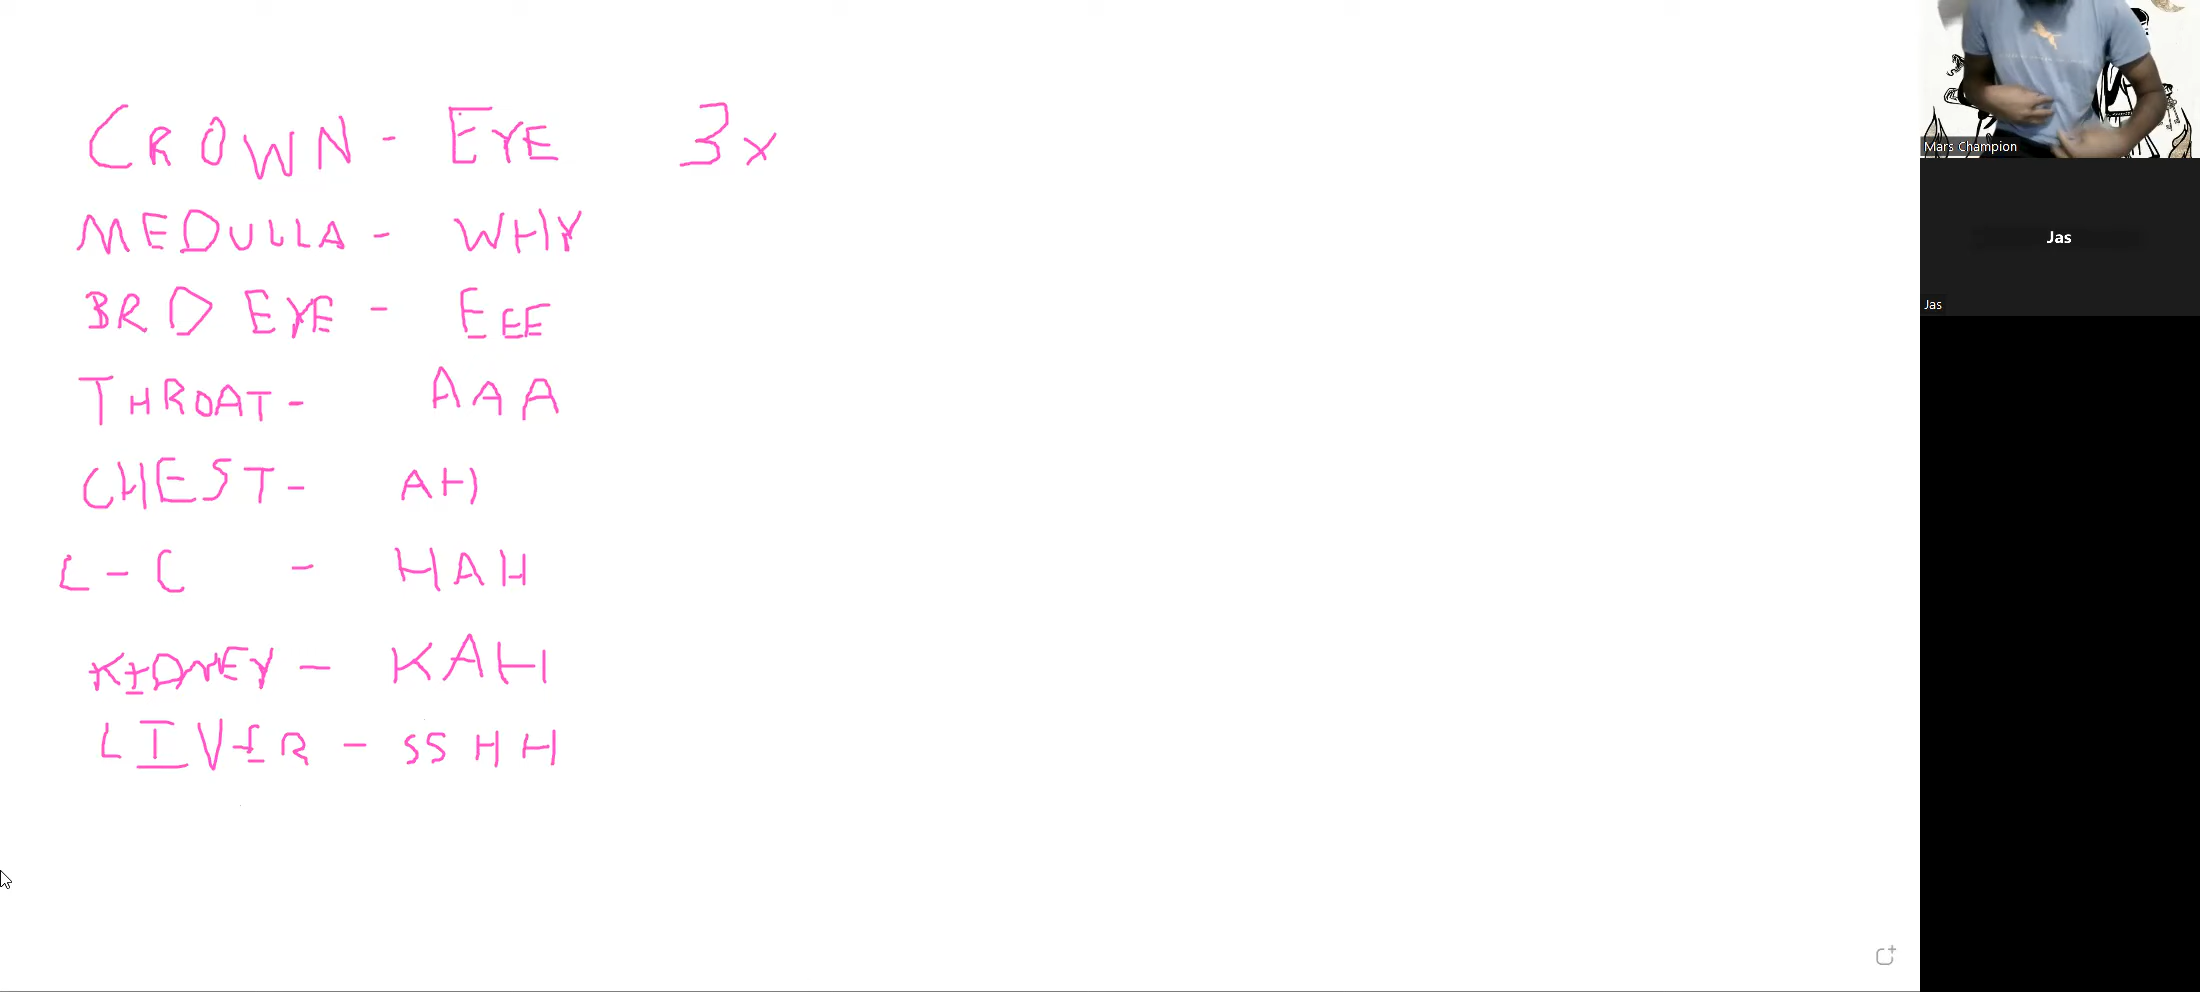 CROWN - EYE 3x
MEDULLA - WHY
3RD EYE - EEE
THROAT - AAA
CHEST - AH
L-C - HAH
KIDNEY - KAH
LIVER - SSHH
Mars Champion
Jas
Jas